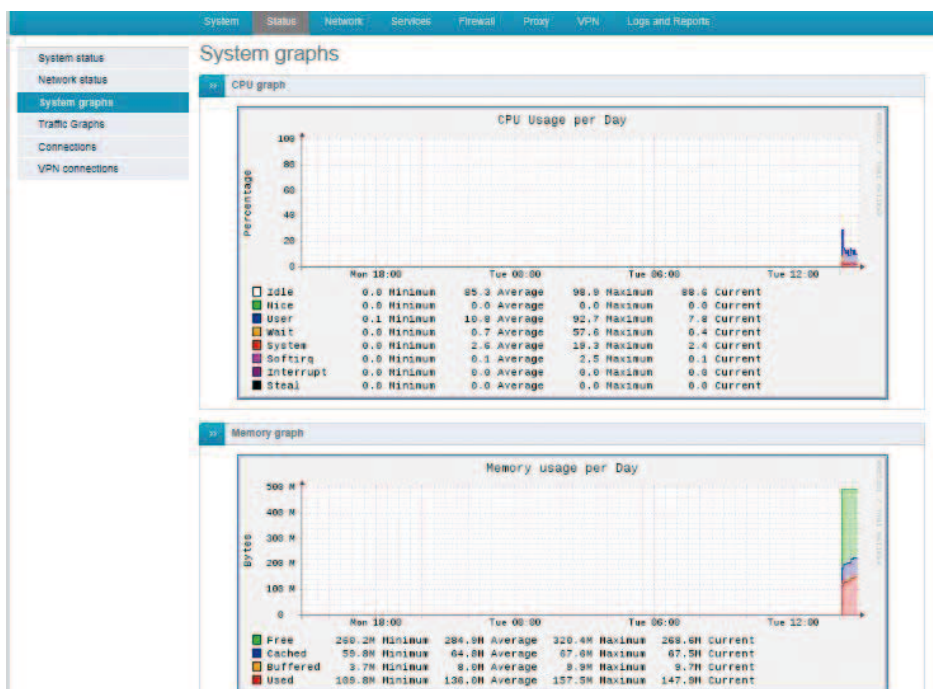 System Status Network Services Firewall Proxy VPN Logs and Reports
System status
Network status
System graphs
Traffic Graphs
Connections
VPN connections
System graphs
» CPU graph
CPU Usage per Day
Percentage
100
80
60
40
20
0
Mon 18:00 Tue 00:00 Tue 06:00 Tue 12:00
Idle 0.0 Minimum 85.3 Average 98.9 Maximum 88.6 Current
Nice 0.0 Minimum 0.0 Average 0.0 Maximum 0.0 Current
User 0.1 Minimum 10.8 Average 92.7 Maximum 7.8 Current
Wait 0.0 Minimum 0.7 Average 57.6 Maximum 0.4 Current
System 0.0 Minimum 2.6 Average 19.3 Maximum 2.4 Current
Softirq 0.0 Minimum 0.1 Average 2.5 Maximum 0.1 Current
Interrupt 0.0 Minimum 0.0 Average 0.0 Maximum 0.0 Current
Steal 0.0 Minimum 0.0 Average 0.0 Maximum 0.0 Current
» Memory graph
Memory usage per Day
Bytes
500 M
400 M
300 M
200 M
100 M
0
Mon 18:00 Tue 00:00 Tue 06:00 Tue 12:00
Free 260.2M Minimum 284.9M Average 320.4M Maximum 268.6M Current
Cached 59.8M Minimum 64.8M Average 67.6M Maximum 67.5M Current
Buffered 3.7M Minimum 8.0M Average 9.9M Maximum 9.7M Current
Used 109.8M Minimum 136.0M Average 157.5M Maximum 147.9M Current